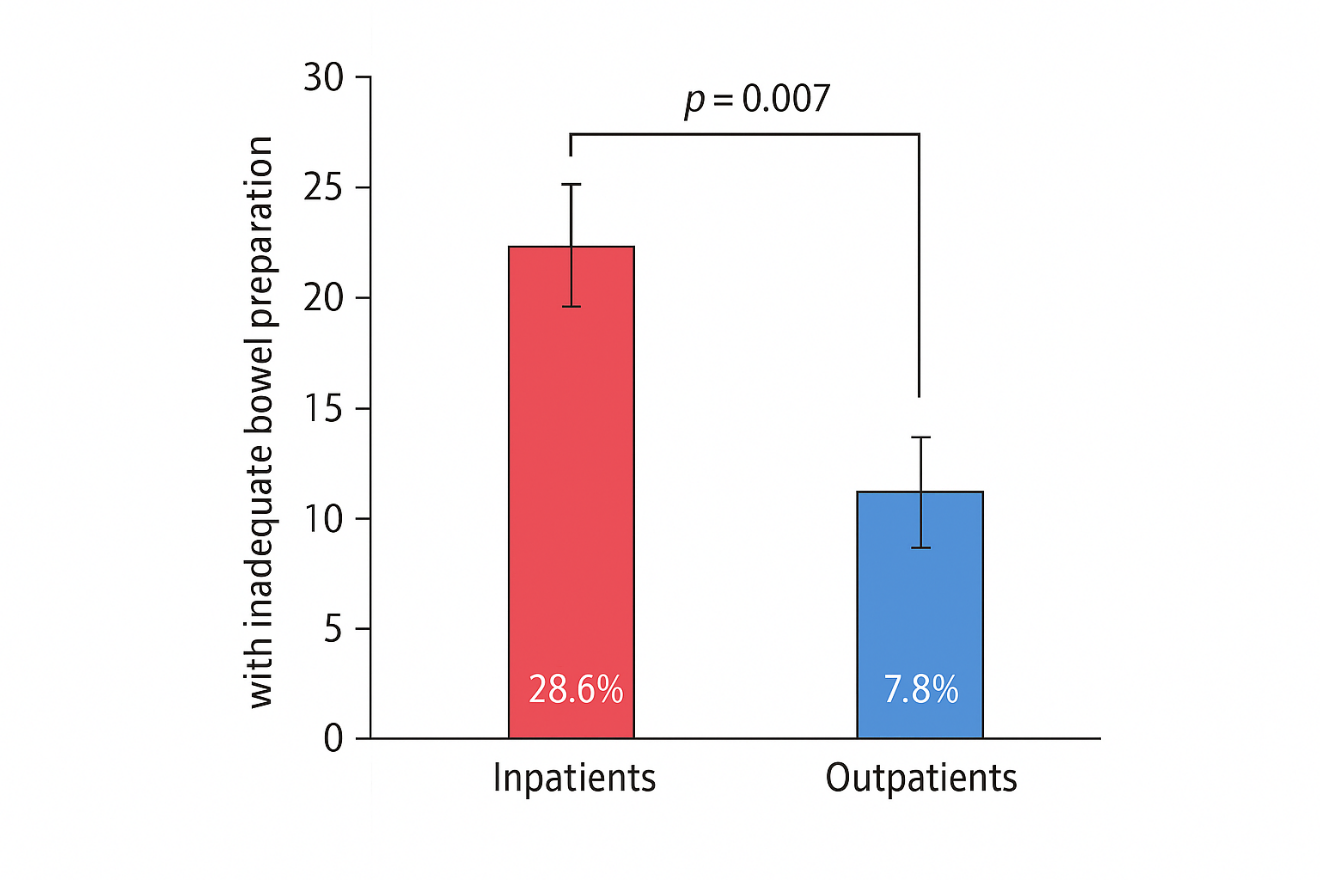 with inadequate bowel preparation
30
25
20
15
10
5
0
p = 0.007
28.6%
7.8%
Inpatients
Outpatients